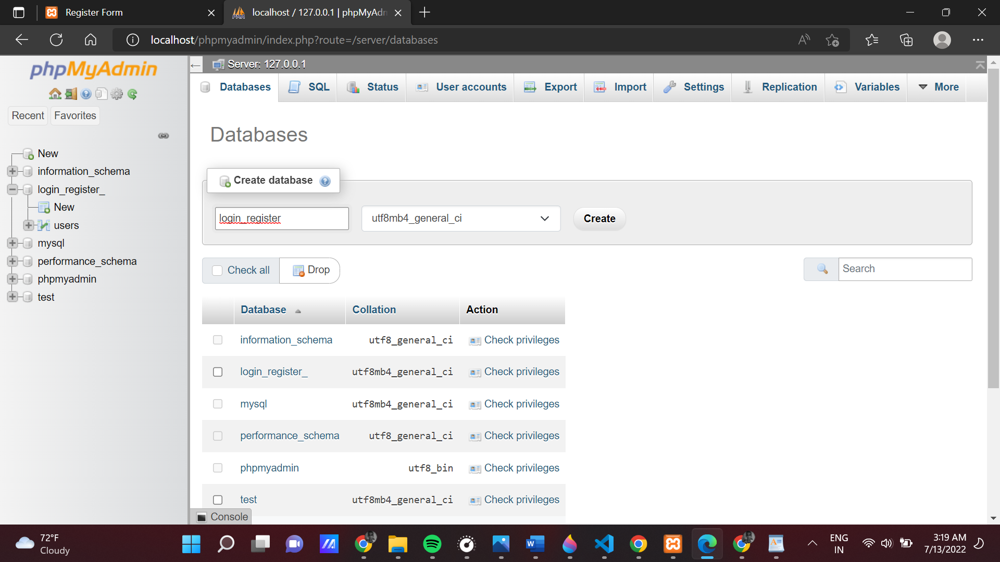 Register Form
localhost / 127.0.0.1 | phpMyAdm
localhost/phpmyadmin/index.php?route=/server/databases
phpMyAdmin
Recent
Favorites
New
information_schema
login_register_
New
users
mysql
performance_schema
phpmyadmin
test
Server: 127.0.0.1
Databases
SQL
Status
User accounts
Export
Import
Settings
Replication
Variables
More
Databases
Create database
login_register
utf8mb4_general_ci
Create
Check all
Drop
Search
Database
Collation
Action
information_schema utf8_general_ci Check privileges
login_register_ utf8mb4_general_ci Check privileges
mysql utf8mb4_general_ci Check privileges
performance_schema utf8_general_ci Check privileges
phpmyadmin utf8_bin Check privileges
test utf8mb4_general_ci Check privileges
Console
72°F
Cloudy
ENG
IN
3:19 AM
7/13/2022